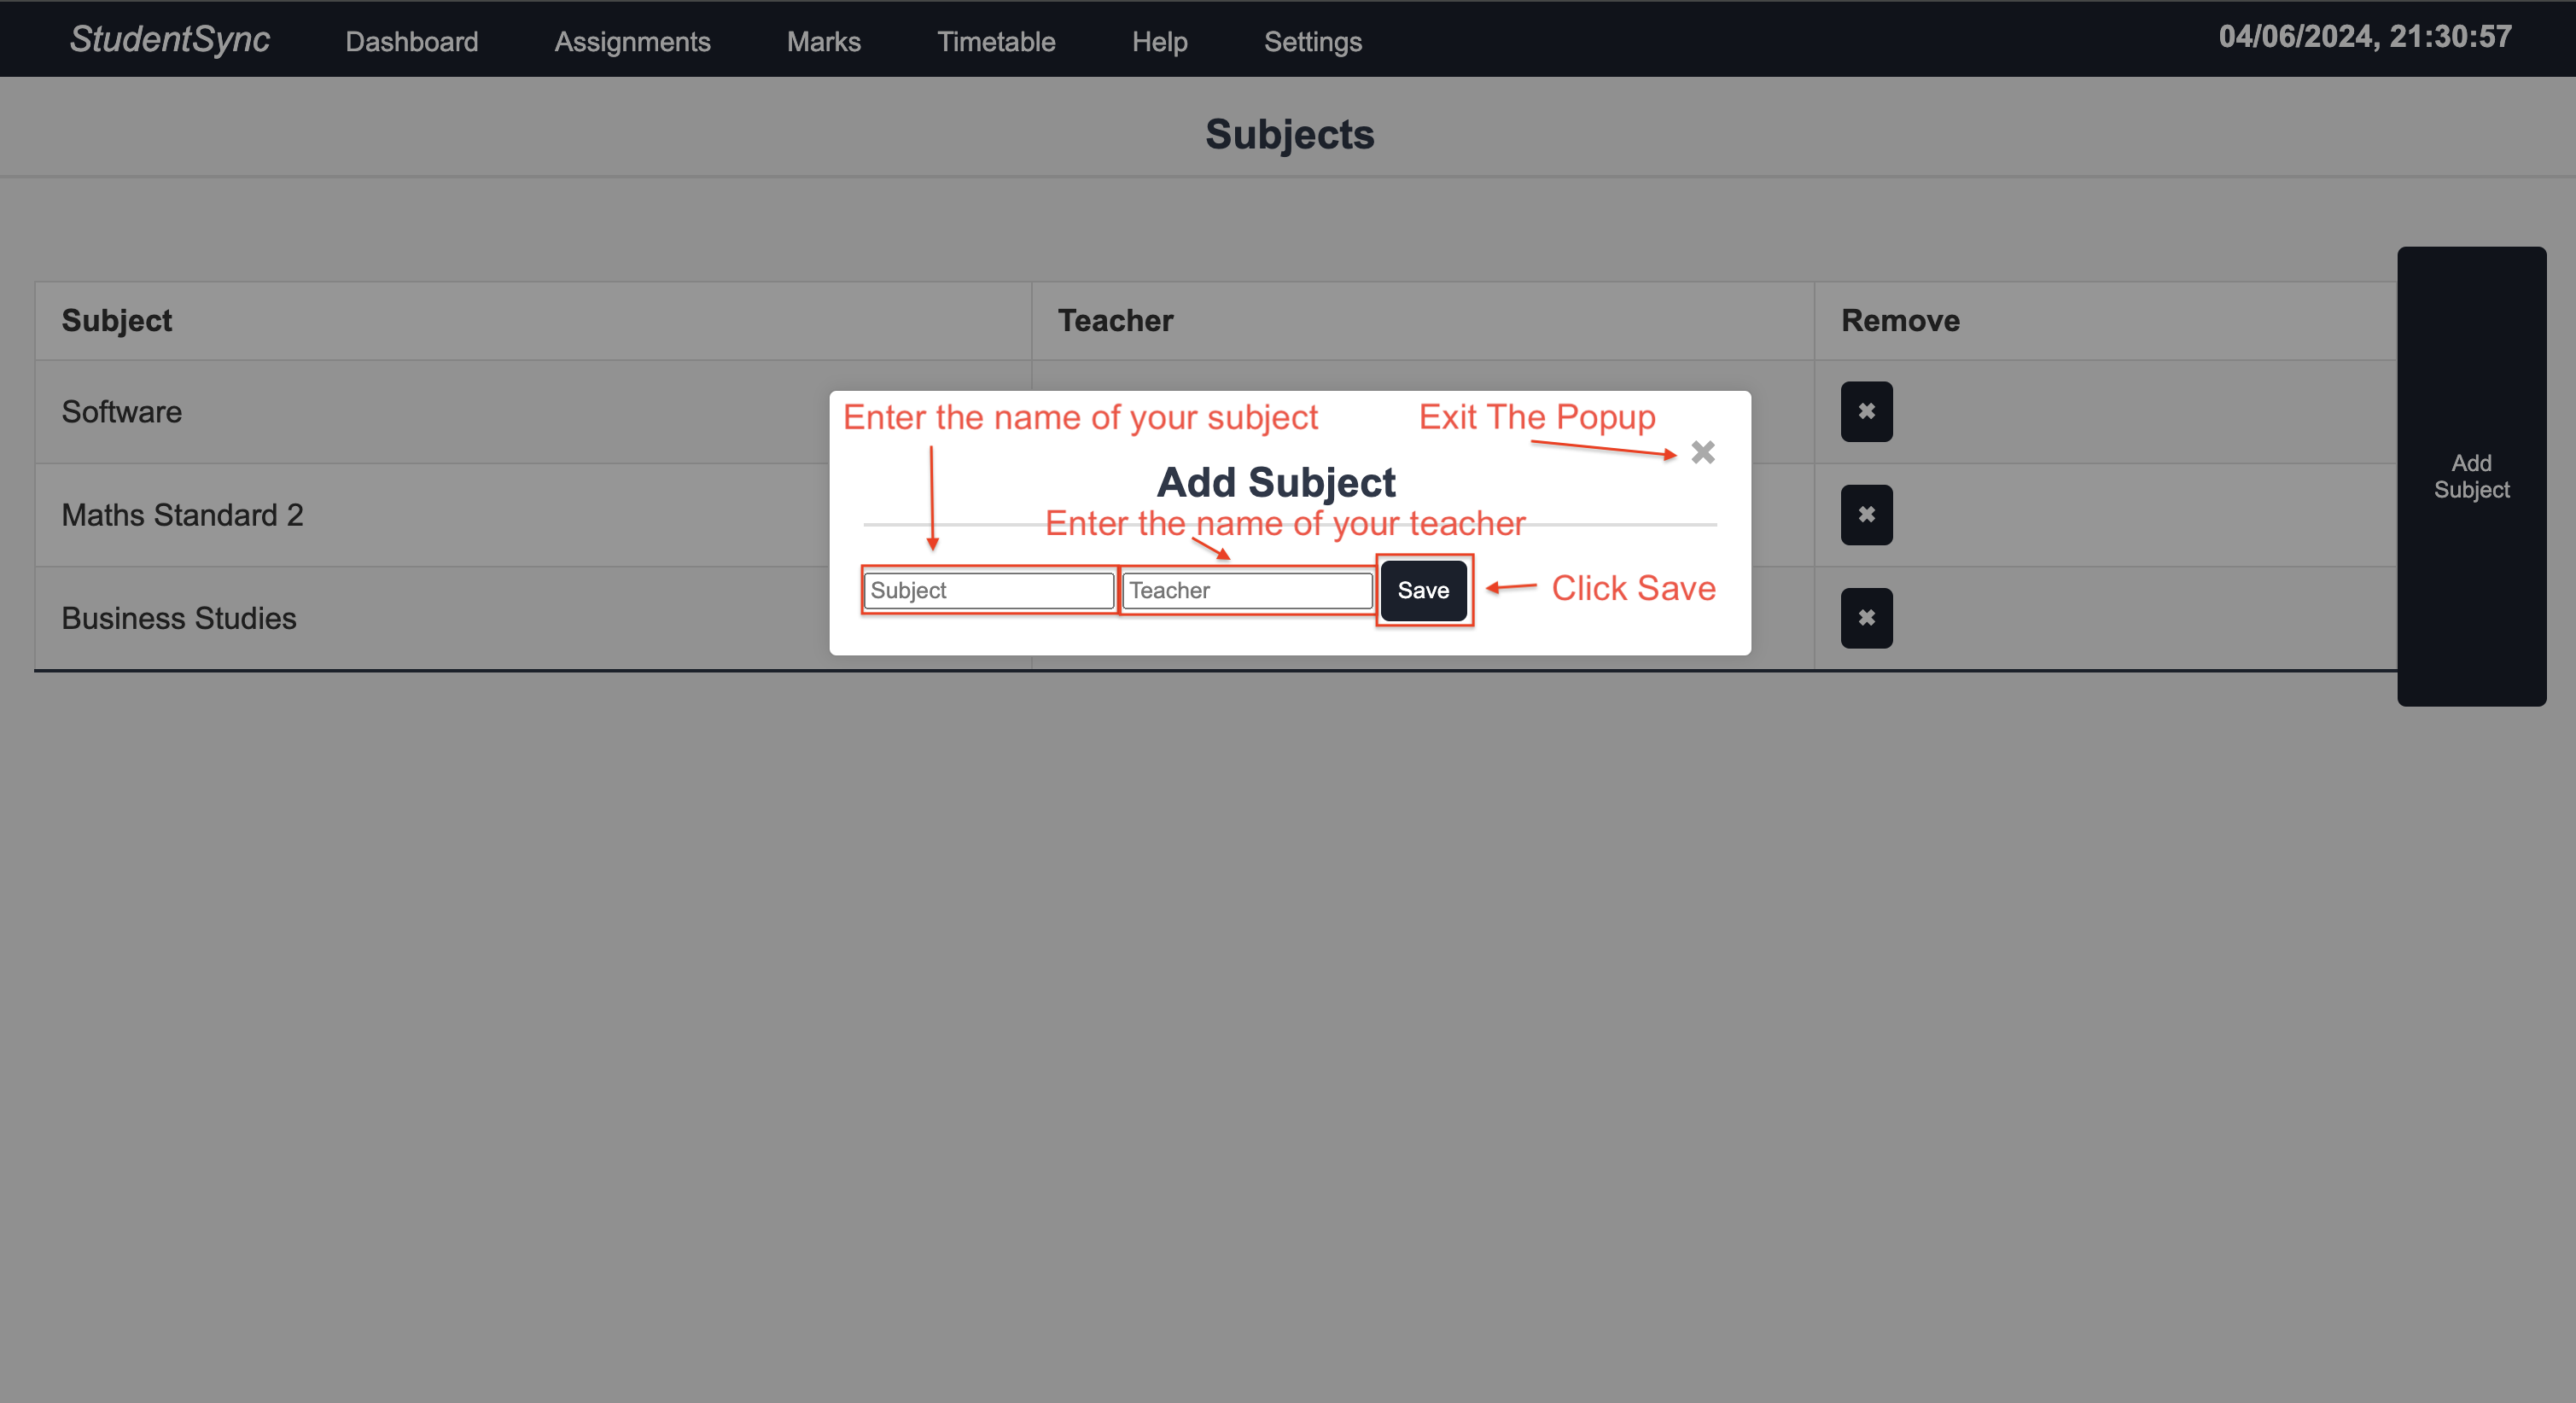 StudentSync Dashboard Assignments Marks Timetable Help Settings 04/06/2024, 21:30:57
Subjects
Subject Teacher Remove
Software
Maths Standard 2
Business Studies
Add
Subject
Enter the name of your subject Exit The Popup
Add Subject
Enter the name of your teacher
Subject Teacher Save Click Save